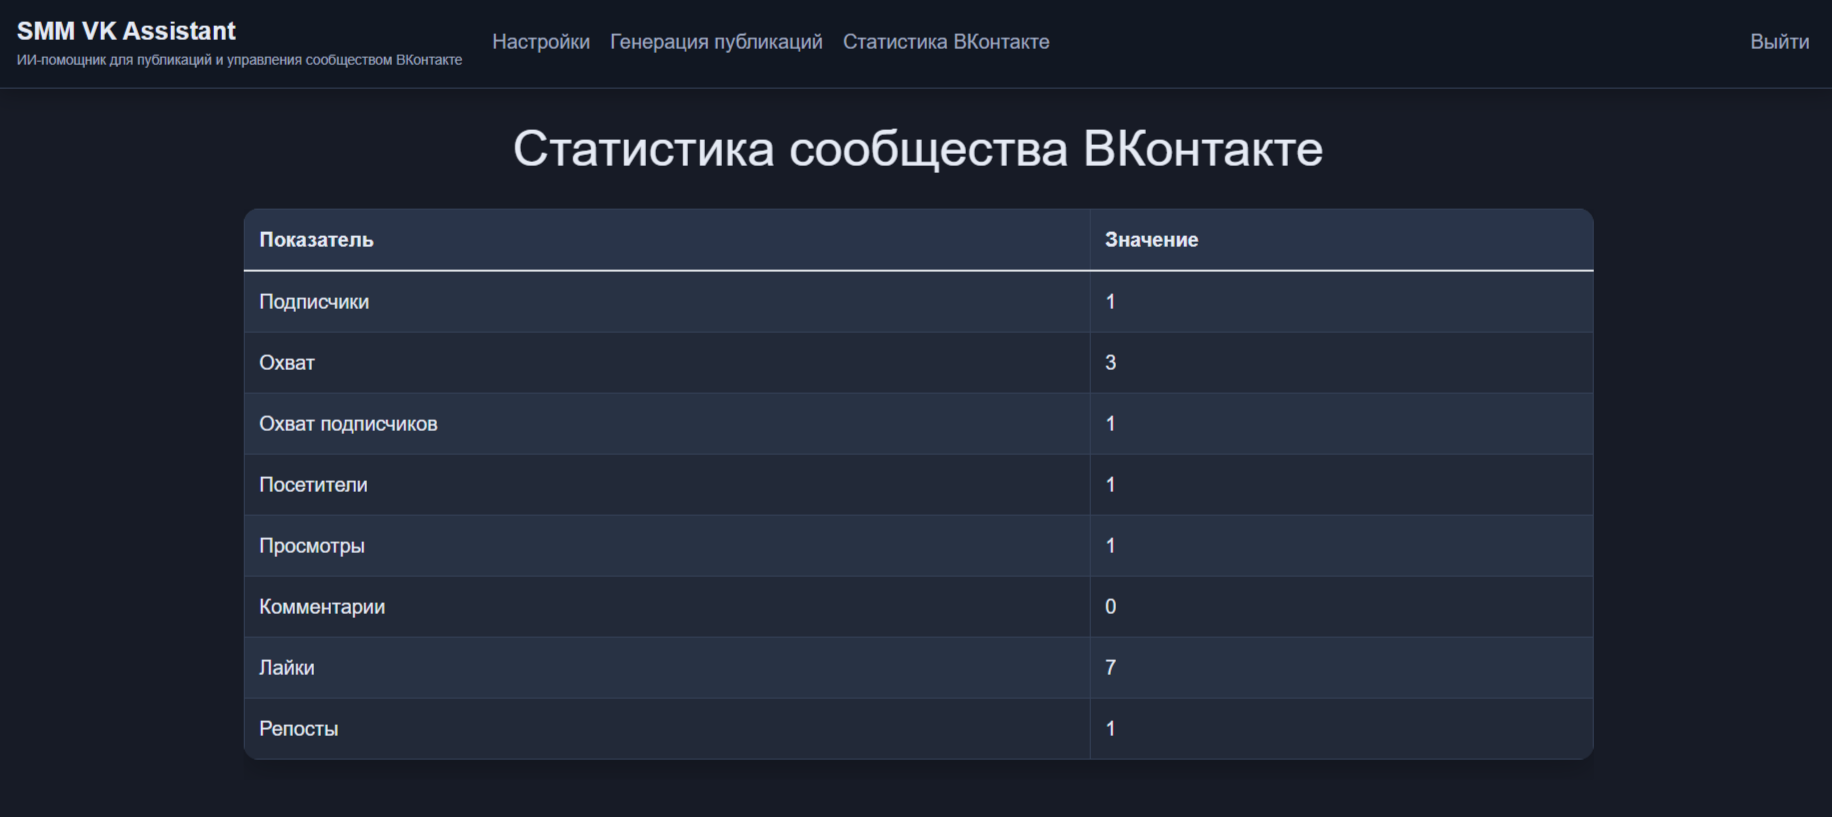 SMM VK Assistant
ИИ-помощник для публикаций и управления сообществом ВКонтакте
Настройки Генерация публикаций Статистика ВКонтакте
Выйти
Статистика сообщества ВКонтакте
Показатель Значение
Подписчики 1
Охват 3
Охват подписчиков 1
Посетители 1
Просмотры 1
Комментарии 0
Лайки 7
Репосты 1